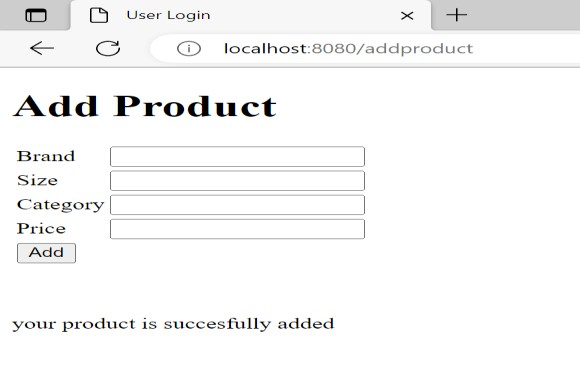 User Login
localhost:8080/addproduct
Add Product
Brand
Size
Category
Price
Add
your product is succesfully added